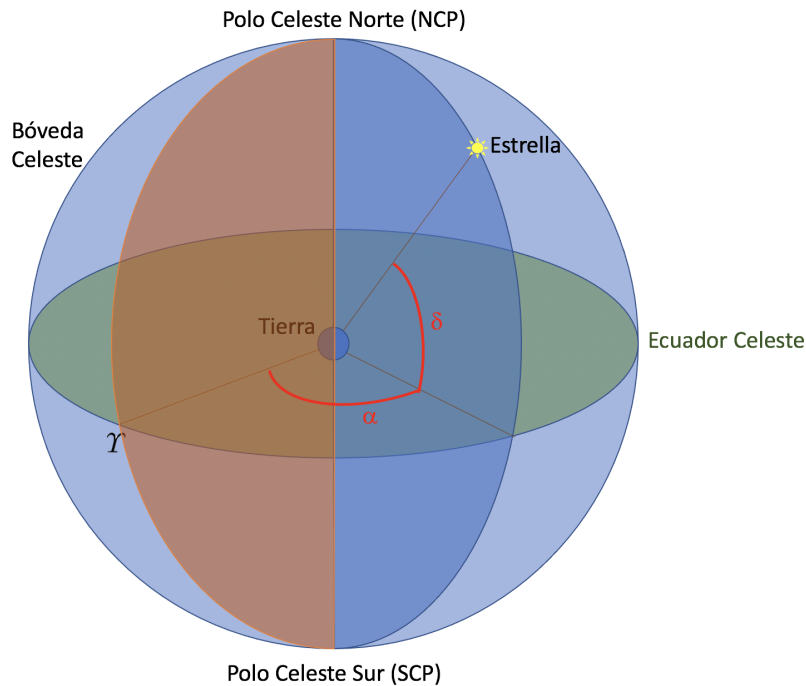 Polo Celeste Norte (NCP)
Bóveda
Celeste
Estrella
Tierra
δ
Ecuador Celeste
α
ϒ
Polo Celeste Sur (SCP)